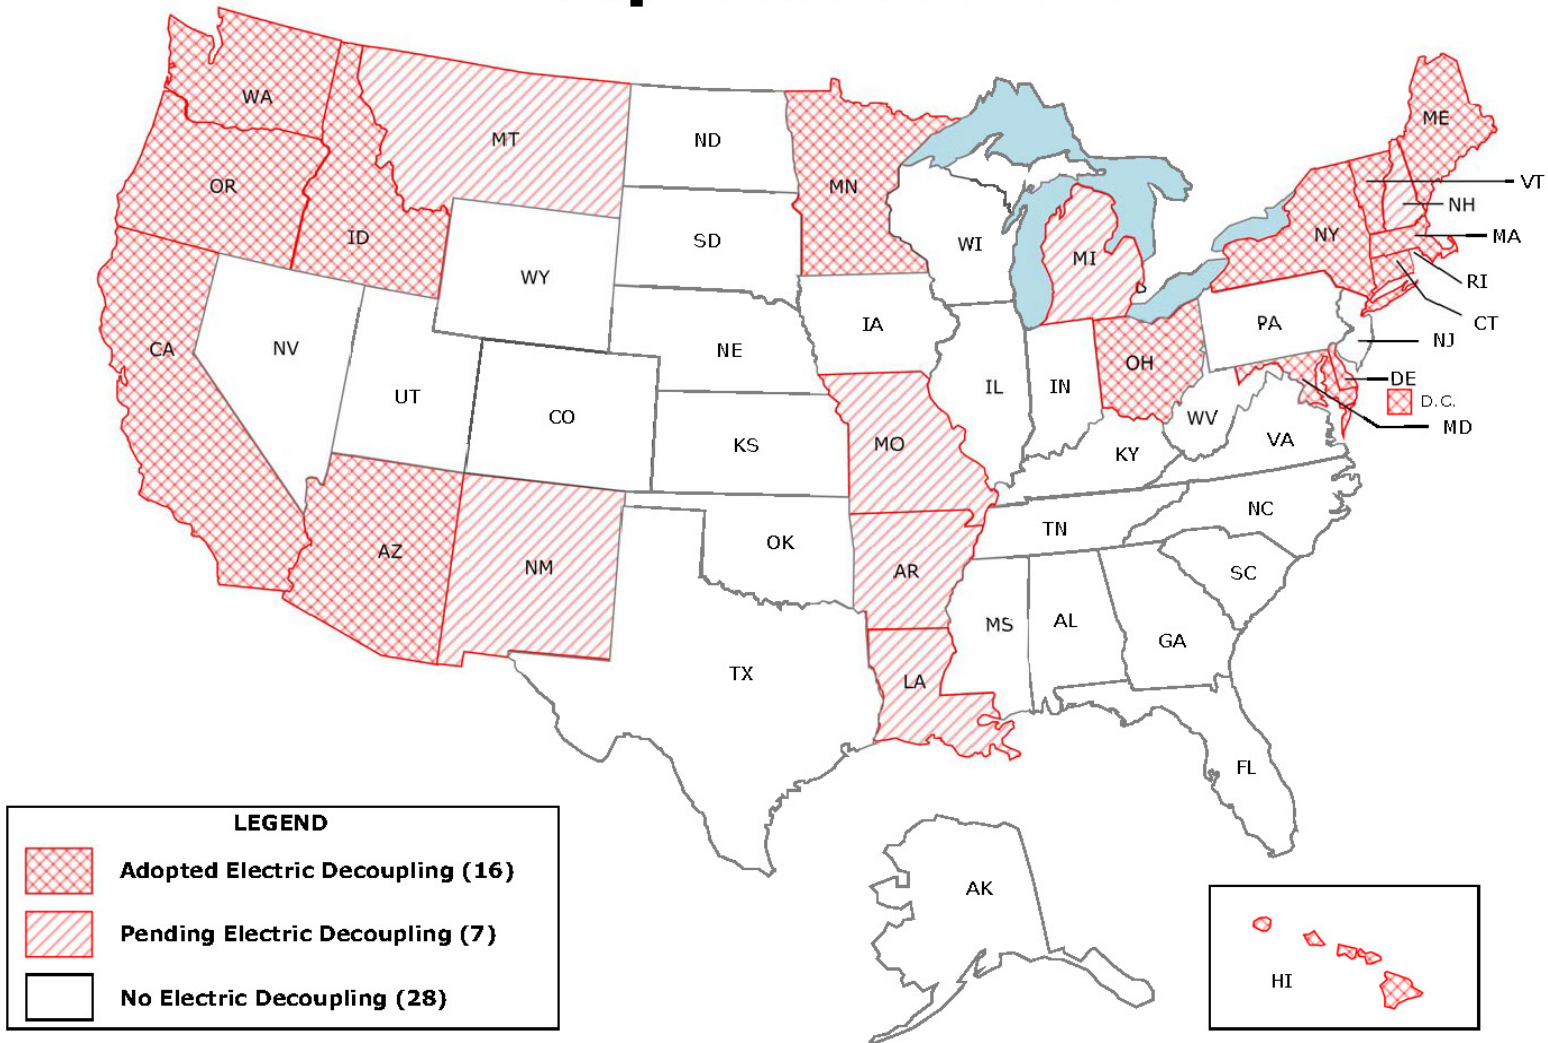 WA
MT
ND
ME
OR
MN
VT
ID
NH
SD
WI
NY
MA
MI
WY
RI
IA
PA
CT
CA
NV
NE
OH
NJ
UT
IL
IN
DE
CO
D.C.
WV
MD
KS
MO
KY
VA
NC
AZ
NM
OK
TN
AR
SC
MS
AL
GA
TX
LA
FL
LEGEND
Adopted Electric Decoupling (16)
Pending Electric Decoupling (7)
No Electric Decoupling (28)
AK
HI